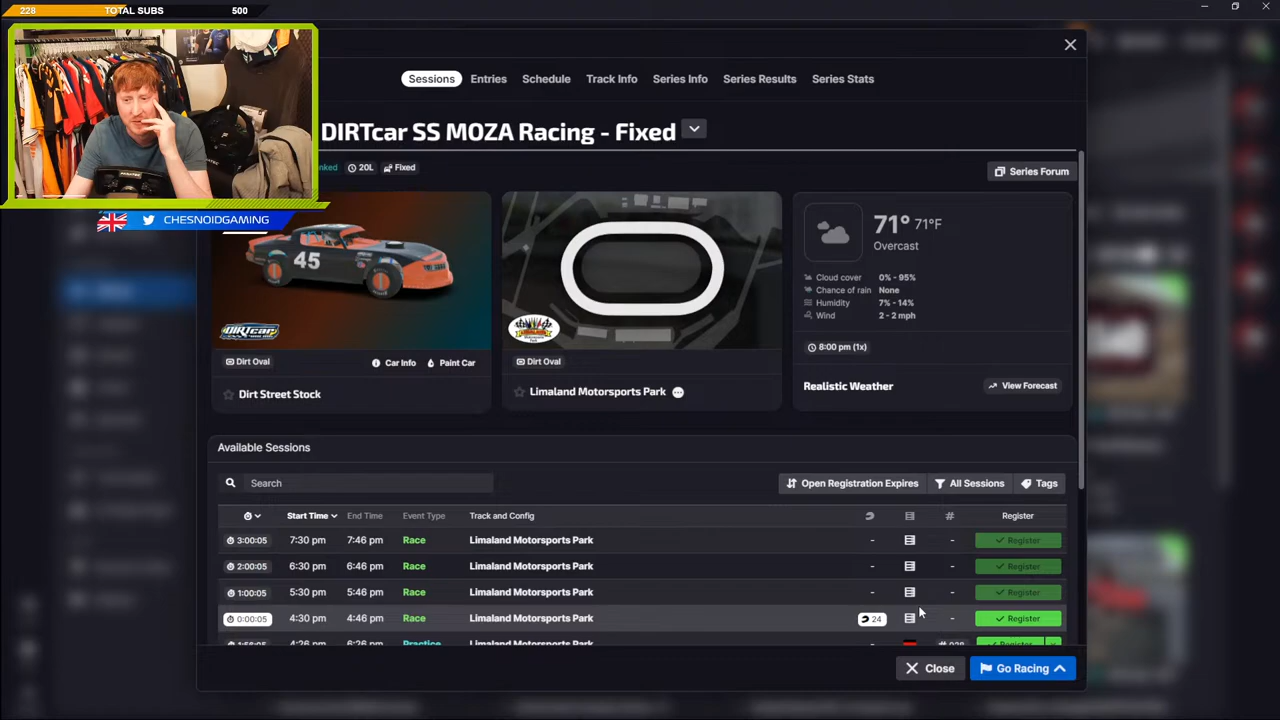 228 TOTAL SUBS 500
CHESNOIDGAMING
Sessions Entries Schedule Track Info Series Info Series Results Series Stats
DIRTcar SS MOZA Racing - Fixed
20L Fixed
Series Forum
45
DIRTcar
Dirt Oval Car Info Paint Car
Dirt Street Stock
Dirt Oval
Limaland Motorsports Park
71° 71°F
Overcast
Cloud cover 0% - 95%
Chance of rain None
Humidity 7% - 14%
Wind 2 - 2 mph
8:00 pm (1x)
Realistic Weather View Forecast
Available Sessions
Search Open Registration Expires All Sessions Tags
Start Time End Time Event Type Track and Config # Register
3:00:05 7:30 pm 7:46 pm Race Limaland Motorsports Park - - Register
2:00:05 6:30 pm 6:46 pm Race Limaland Motorsports Park - - Register
1:00:05 5:30 pm 5:46 pm Race Limaland Motorsports Park - - Register
0:00:05 4:30 pm 4:46 pm Race Limaland Motorsports Park 24 - Register
Close Go Racing